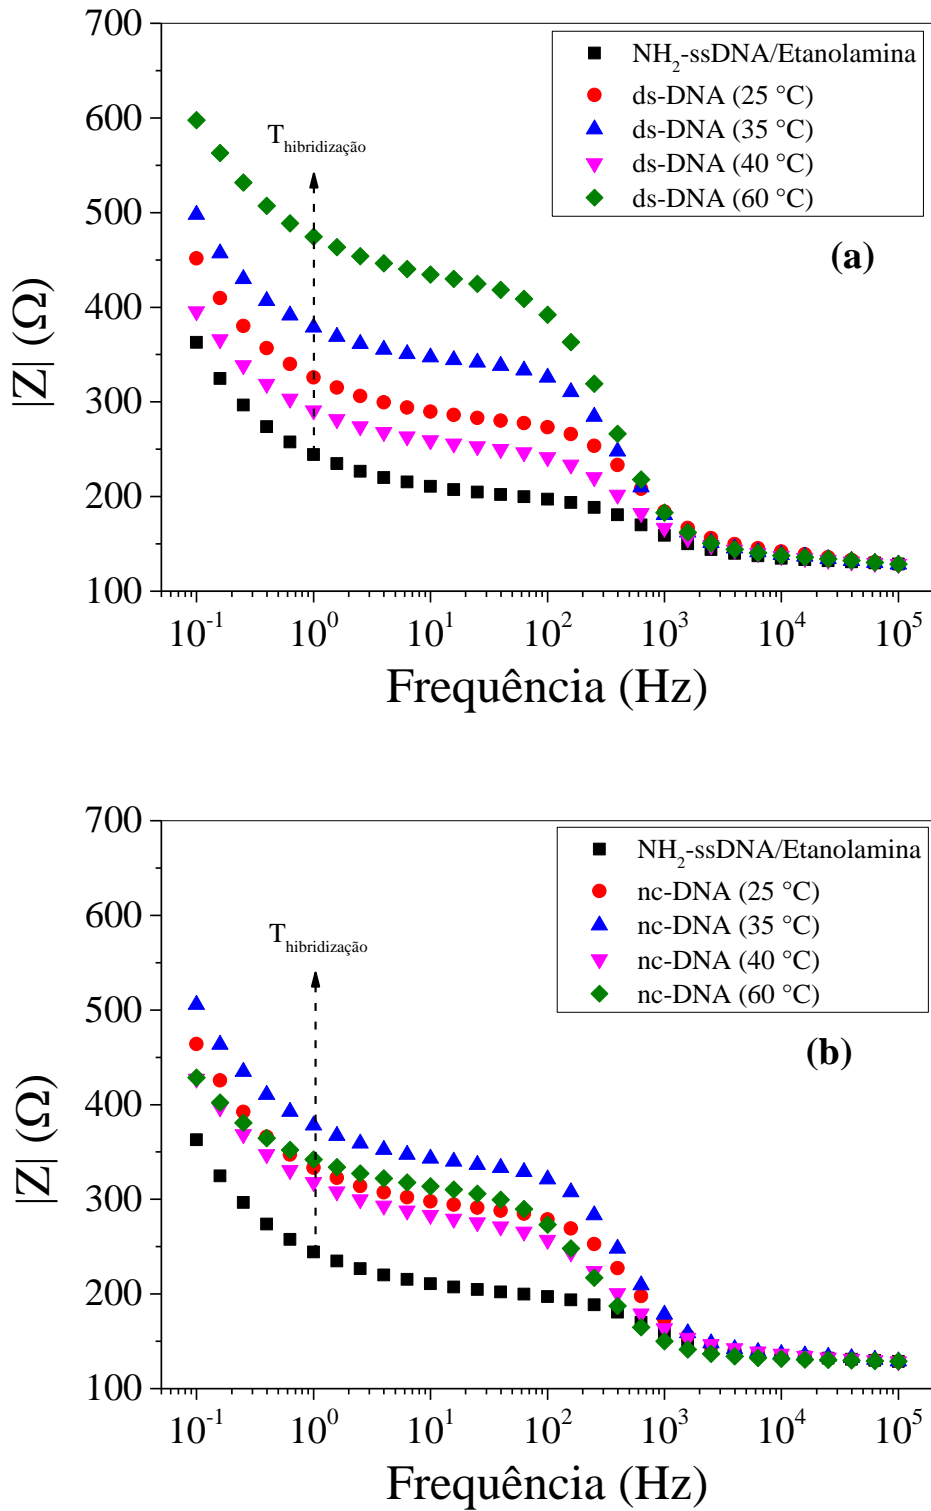 700
600
500
400
300
200
100
|Z| (Ω)
NH2-ssDNA/Etanolamina
ds-DNA (25 °C)
ds-DNA (35 °C)
ds-DNA (40 °C)
ds-DNA (60 °C)
Thibridização
(a)
10-1 100 101 102 103 104 105
Frequência (Hz)
700
600
500
400
300
200
100
|Z| (Ω)
NH2-ssDNA/Etanolamina
nc-DNA (25 °C)
nc-DNA (35 °C)
nc-DNA (40 °C)
nc-DNA (60 °C)
Thibridização
(b)
10-1 100 101 102 103 104 105
Frequência (Hz)